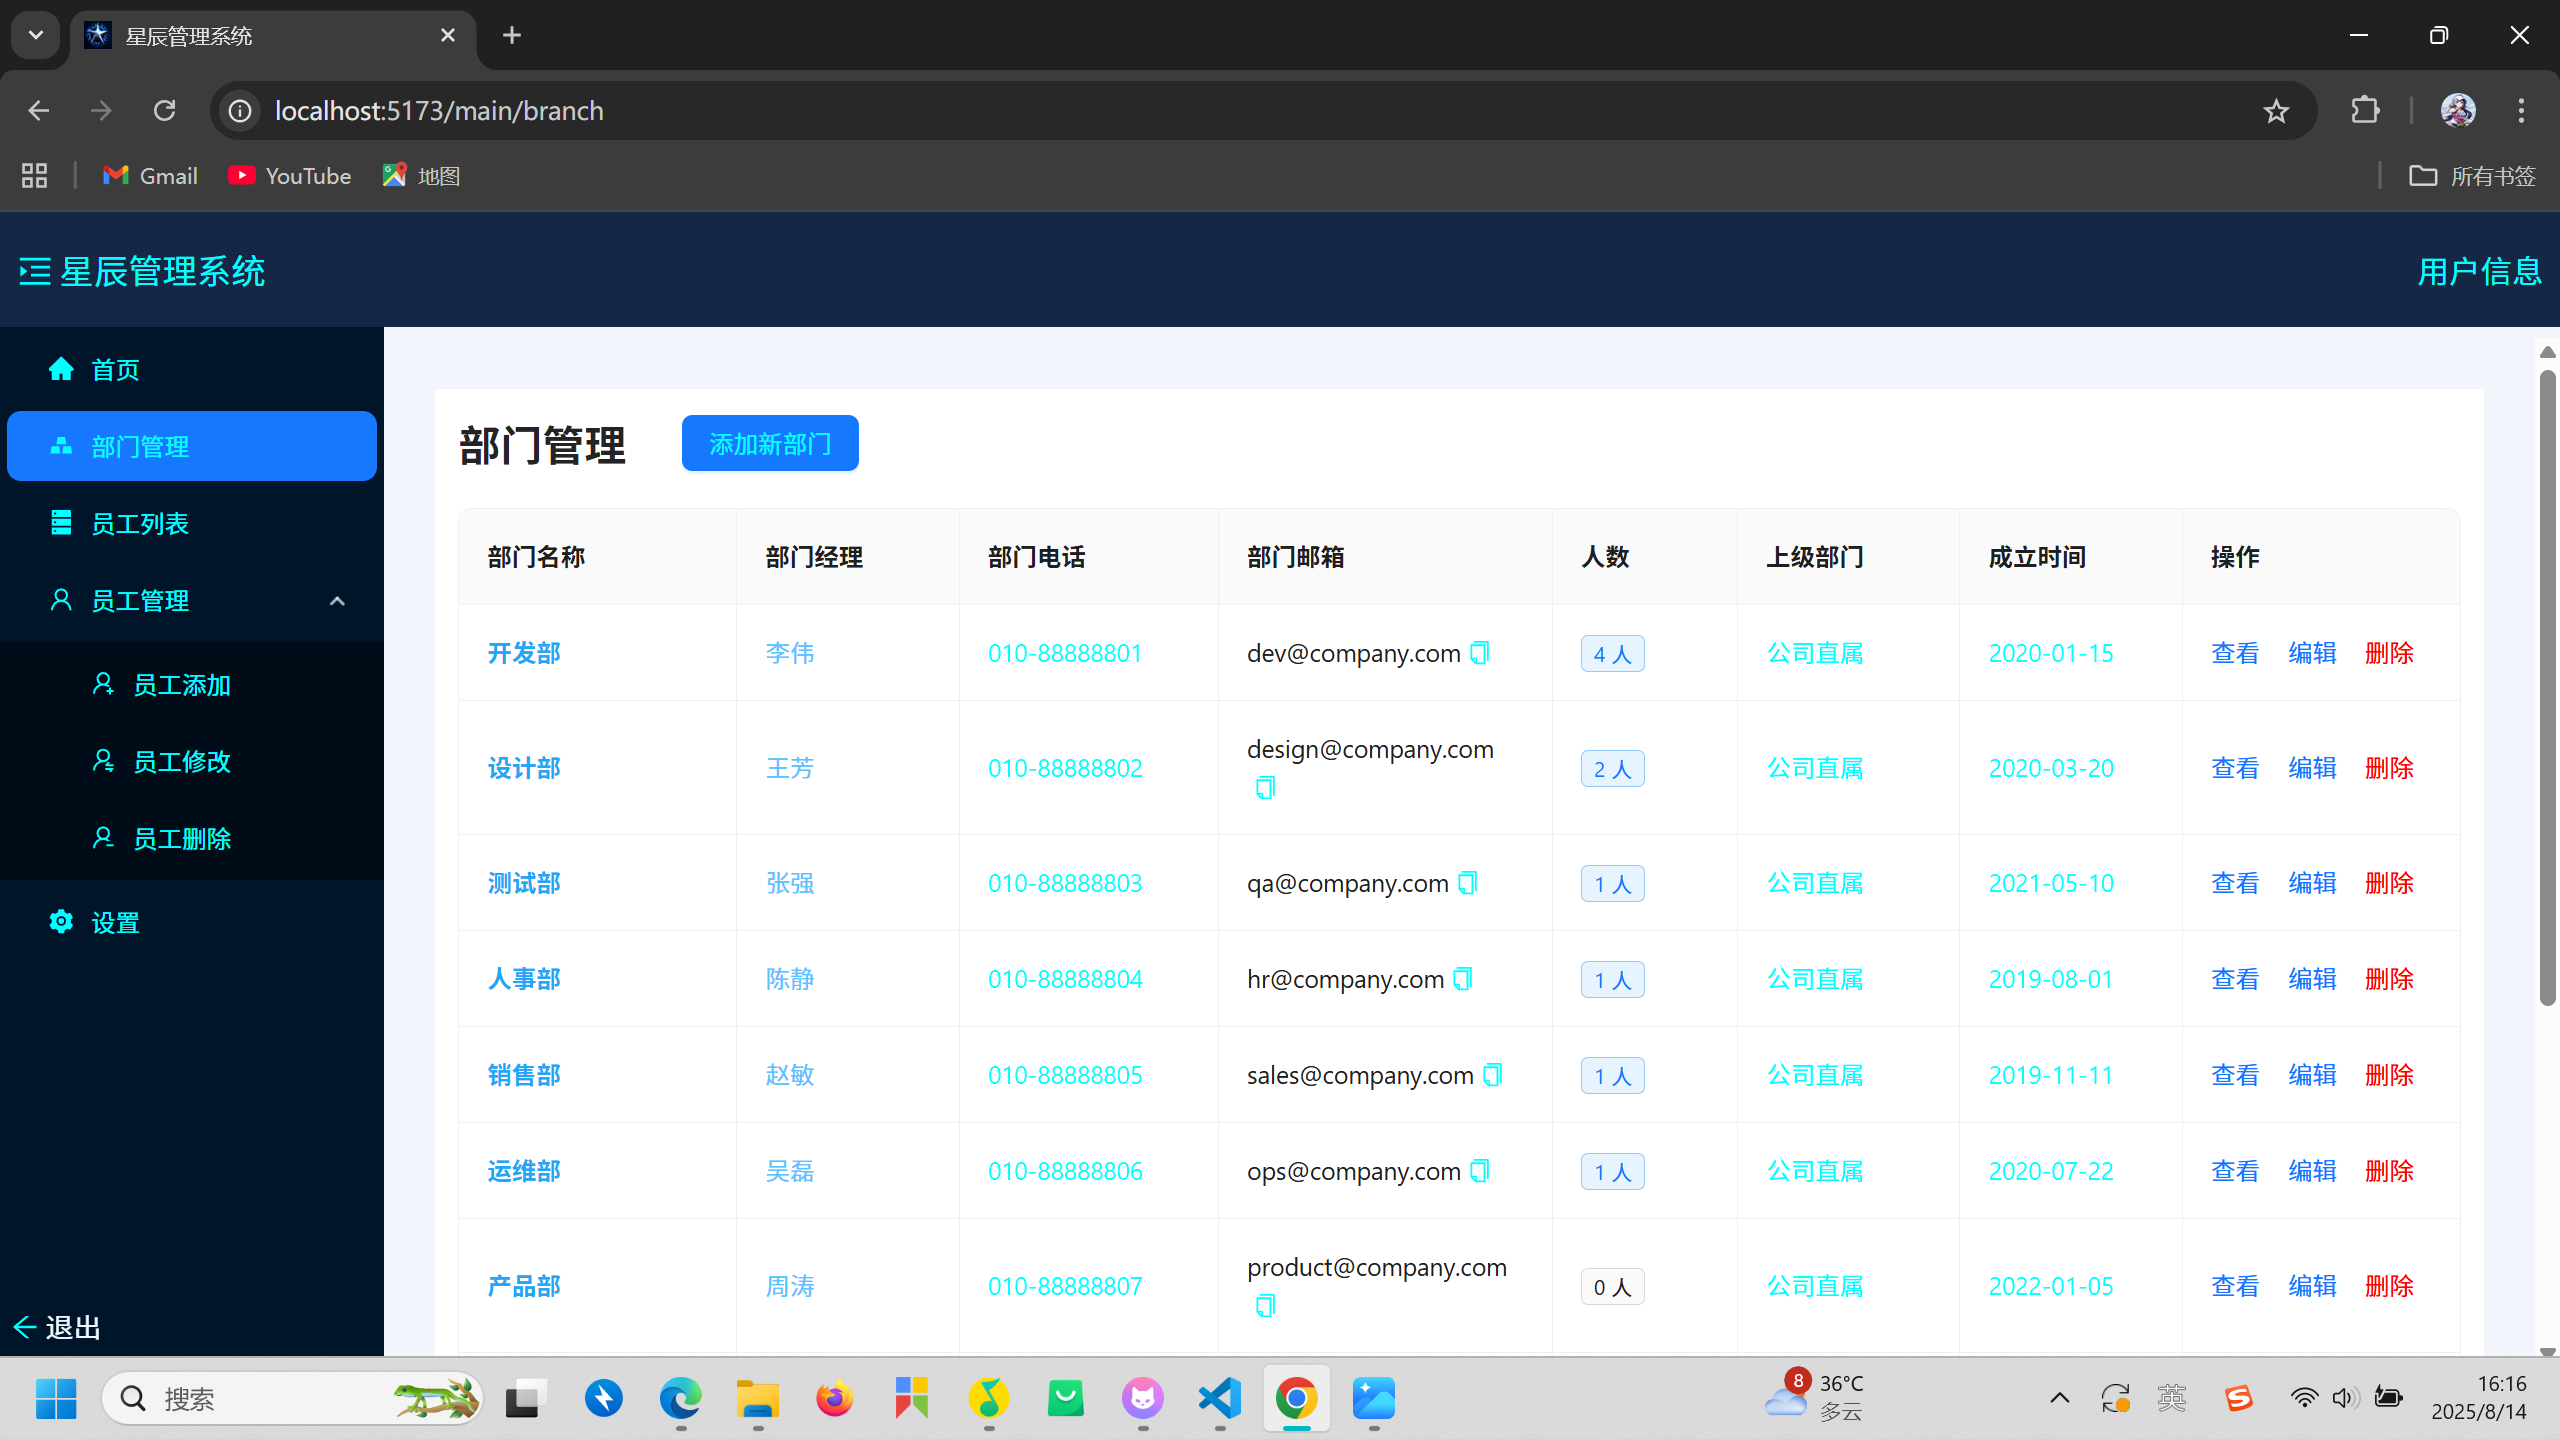 星辰管理系统
localhost:5173/main/branch
Gmail
YouTube
地图
所有书签
星辰管理系统
用户信息
首页
部门管理
员工列表
员工管理
员工添加
员工修改
员工删除
设置
退出
部门管理 添加新部门
部门名称 部门经理 部门电话 部门邮箱 人数 上级部门 成立时间 操作
开发部 李伟 010-88888801 dev@company.com 4 人 公司直属 2020-01-15 查看 编辑 删除
设计部 王芳 010-88888802 design@company.com 2 人 公司直属 2020-03-20 查看 编辑 删除
测试部 张强 010-88888803 qa@company.com 1 人 公司直属 2021-05-10 查看 编辑 删除
人事部 陈静 010-88888804 hr@company.com 1 人 公司直属 2019-08-01 查看 编辑 删除
销售部 赵敏 010-88888805 sales@company.com 1 人 公司直属 2019-11-11 查看 编辑 删除
运维部 吴磊 010-88888806 ops@company.com 1 人 公司直属 2020-07-22 查看 编辑 删除
产品部 周涛 010-88888807 product@company.com 0 人 公司直属 2022-01-05 查看 编辑 删除
搜索
8
36°C
多云
英
16:16
2025/8/14